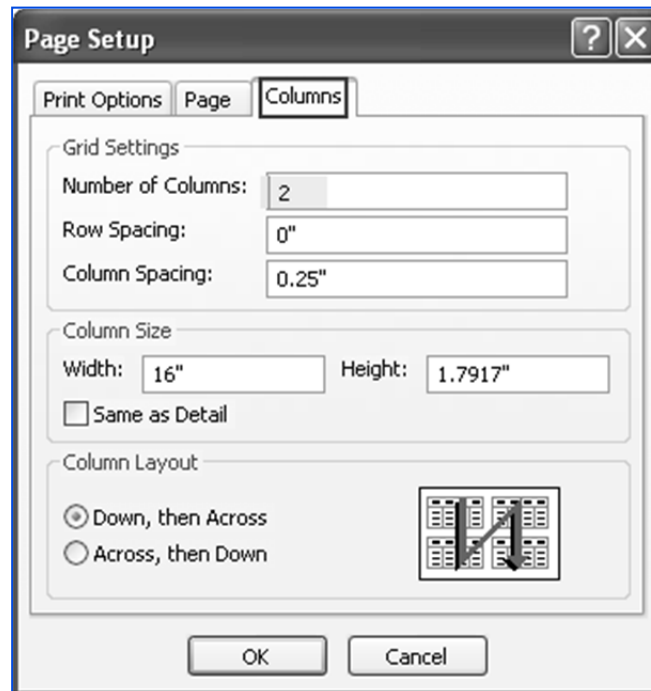 Page Setup
Print Options Page Columns
Grid Settings
Number of Columns: 2
Row Spacing: 0"
Column Spacing: 0.25"
Column Size
Width: 16" Height: 1.7917"
Same as Detail
Column Layout
Down, then Across
Across, then Down
OK Cancel